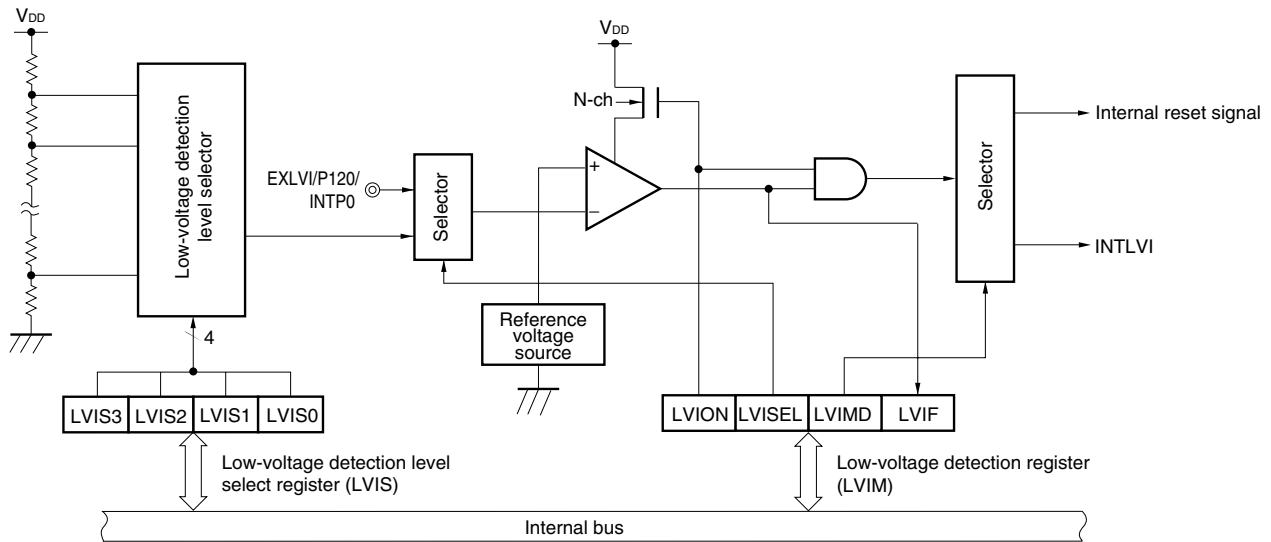 VDD
VDD
N-ch
Low-voltage detection
level selector
EXLVI/P120/
INTP0
Selector
+
−
Selector
Internal reset signal
INTLVI
4
Reference
voltage
source
LVIS3 LVIS2 LVIS1 LVIS0
LVION LVISEL LVIMD LVIF
Low-voltage detection level
select register (LVIS)
Low-voltage detection register
(LVIM)
Internal bus